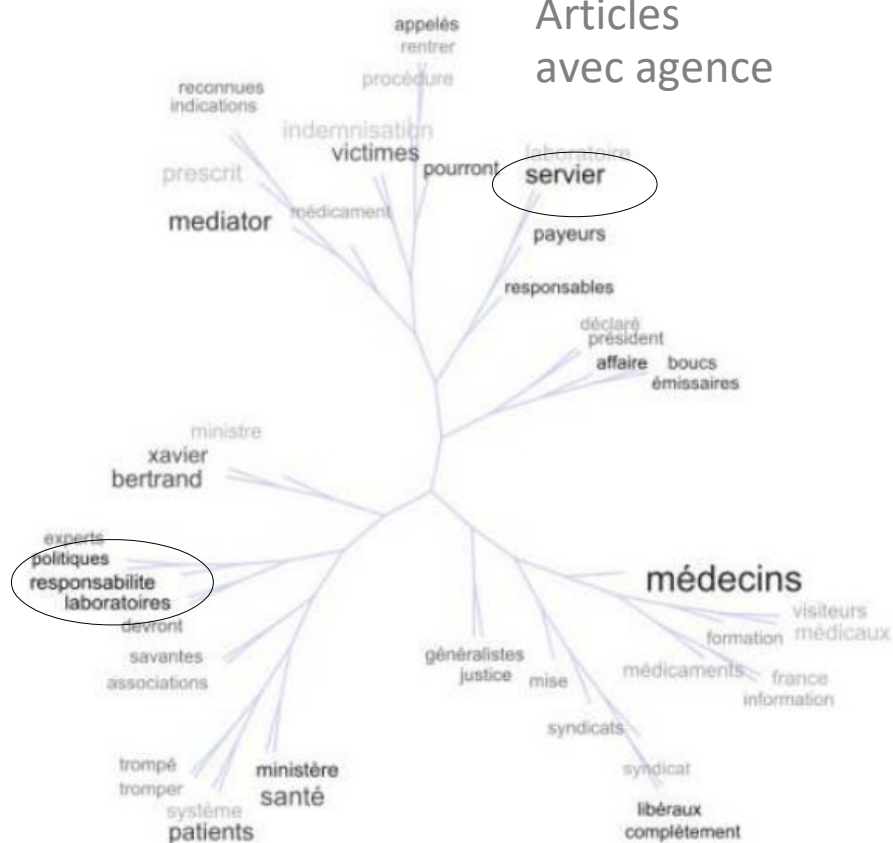 Articles
avec agence
appelés
rentrer
procédure
reconnues
indications
indemnisation
victimes
pourront
laboratoire
servier
prescrit
mediator
médicament
payeurs
responsables
déclaré
président
affaire
boucs
émissaires
ministre
xavier
bertrand
experts
politiques
responsabilite
laboratoires
devront
savantes
associations
trompé
tromper
système
patients
ministère
santé
généralistes
justice
mise
médecins
visiteurs
formation médicaux
médicaments
france
information
syndicats
syndicat
libéraux
complètement